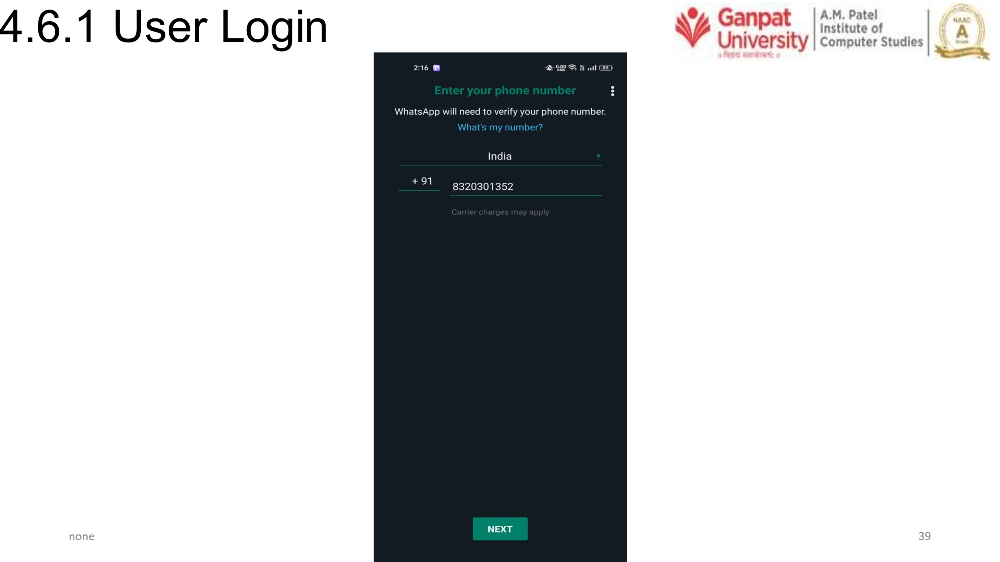 4.6.1 User Login
Ganpat
University
A.M. Patel
Institute of
Computer Studies
NAAC
A
Grade
2:16
0.00
KB/S
Vo
LTE
83
Enter your phone number
WhatsApp will need to verify your phone number.
What's my number?
India
+ 91
8320301352
Carrier charges may apply
NEXT
none
39